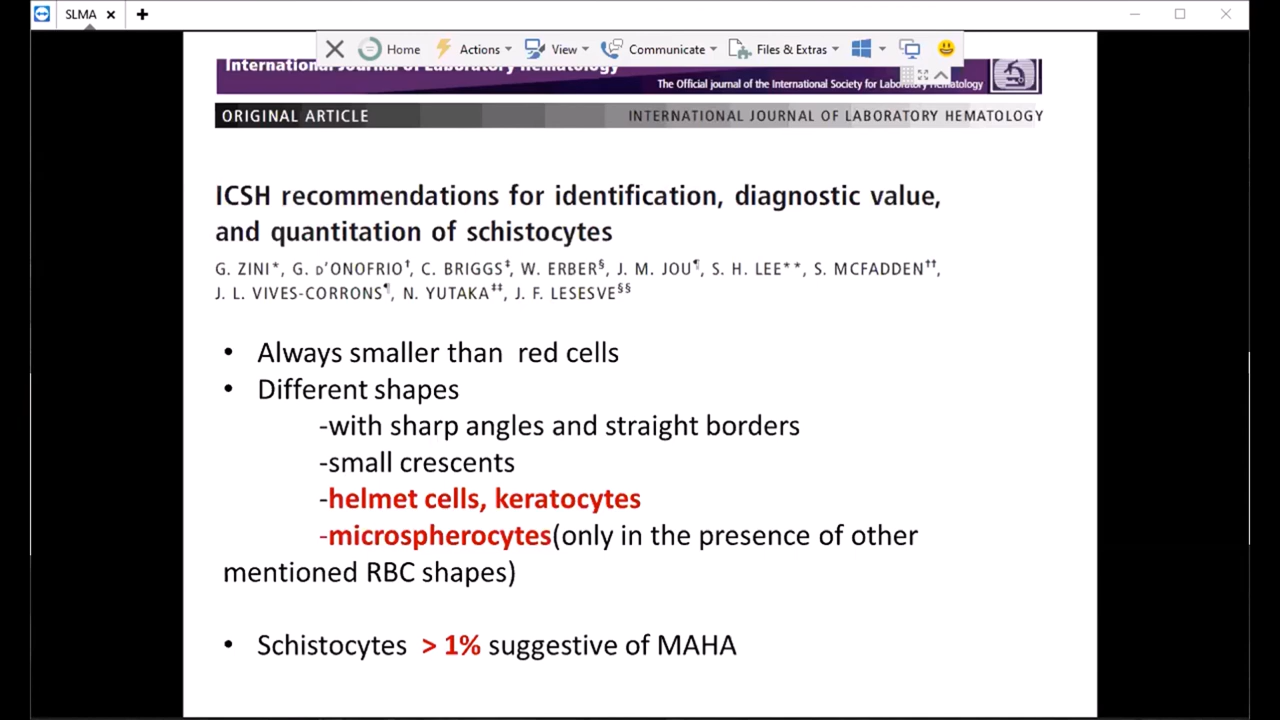 SLMA
Home Actions View Communicate Files & Extras
International Journal of Laboratory Hematology
The Official journal of the International Society for Laboratory Hematology
ORIGINAL ARTICLE INTERNATIONAL JOURNAL OF LABORATORY HEMATOLOGY
ICSH recommendations for identification, diagnostic value,
and quantitation of schistocytes
G. ZINI*, G. D'ONOFRIO†, C. BRIGGS‡, W. ERBER§, J. M. JOU¶, S. H. LEE**, S. MCFADDEN††,
J. L. VIVES-CORRONS¶, N. YUTAKA‡‡, J. F. LESESVE§§
• Always smaller than red cells
• Different shapes
-with sharp angles and straight borders
-small crescents
-helmet cells, keratocytes
-microspherocytes(only in the presence of other
mentioned RBC shapes)
• Schistocytes > 1% suggestive of MAHA